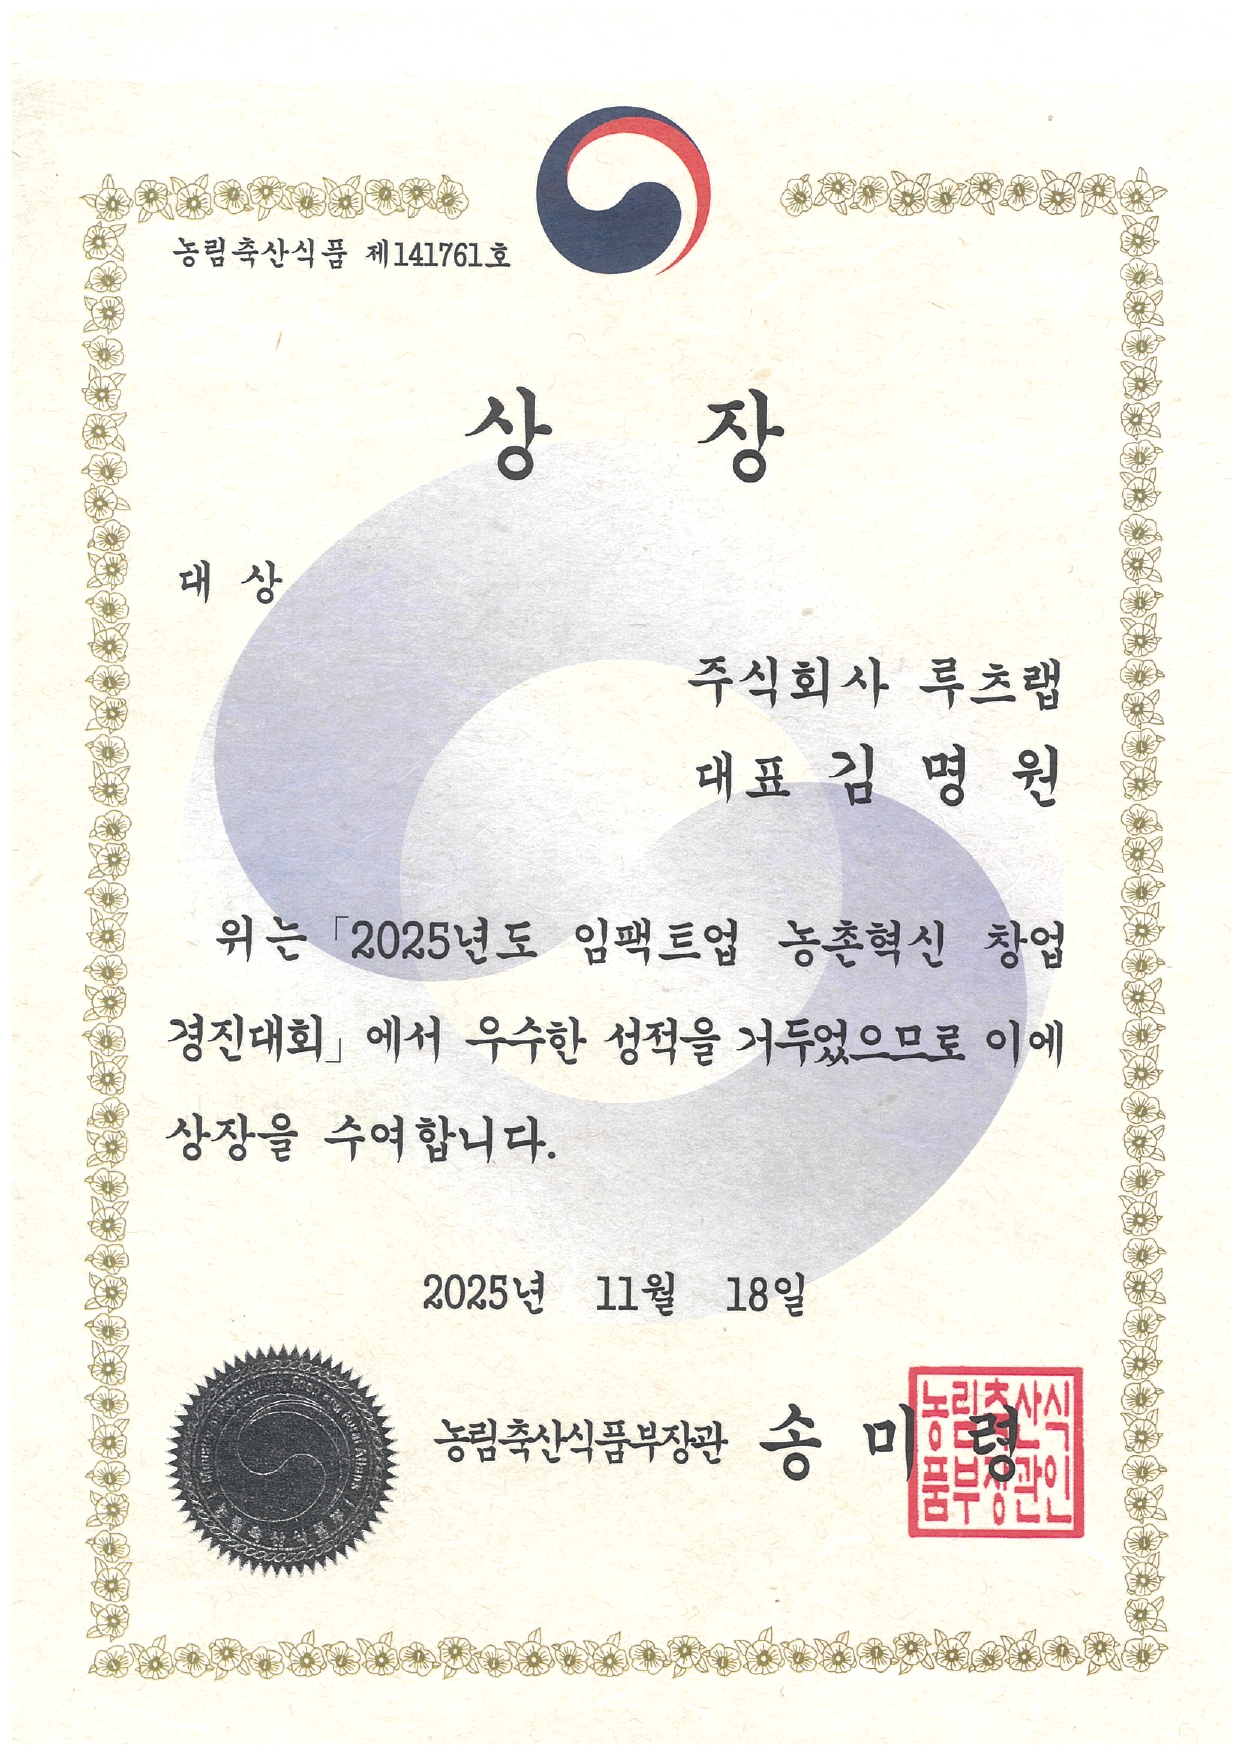 농림축산식품 제141761호
상 장
대 상
주식회사 루츠랩
대표 김 명 원
위는 「2025년도 임팩트업 농촌혁신 창업
경진대회」에서 우수한 성적을 거두었으므로 이에
상장을 수여합니다.
2025년 11월 18일
농림축산식품부장관 송 미 령
농림축산식
품부장관인